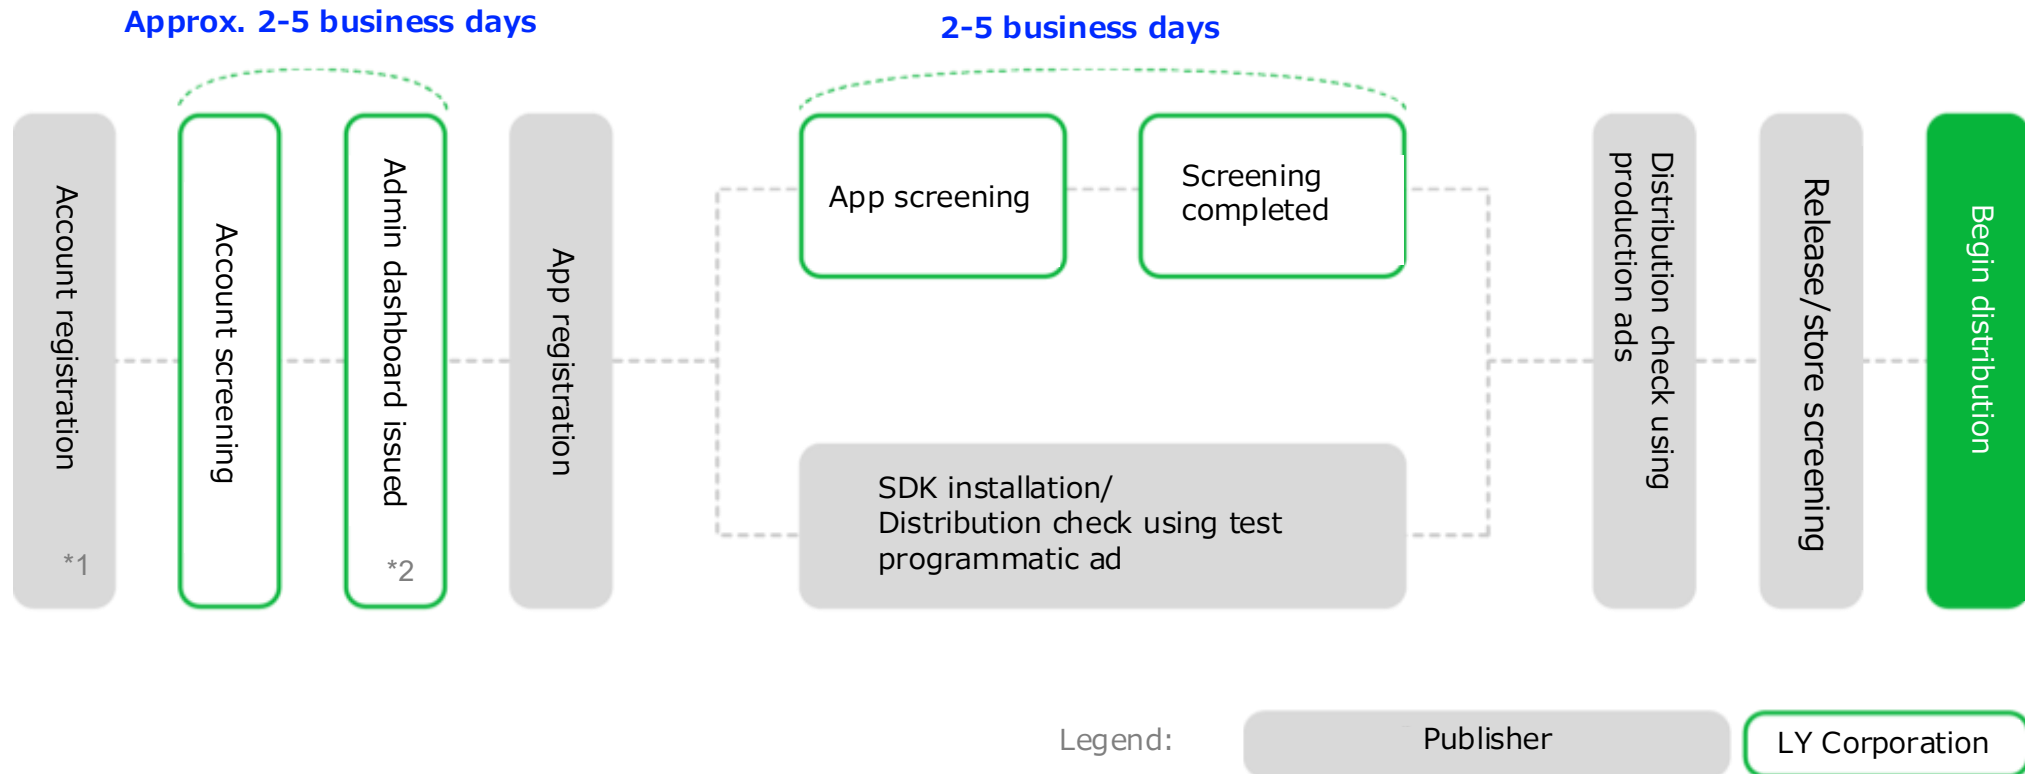 Approx. 2-5 business days
2-5 business days
Account registration
*1
Account screening
Admin dashboard issued
*2
App registration
App screening
Screening
completed
SDK installation/
Distribution check using test
programmatic ad
Distribution check using
production ads
Release/store screening
Begin distribution
Legend:
Publisher
LY Corporation